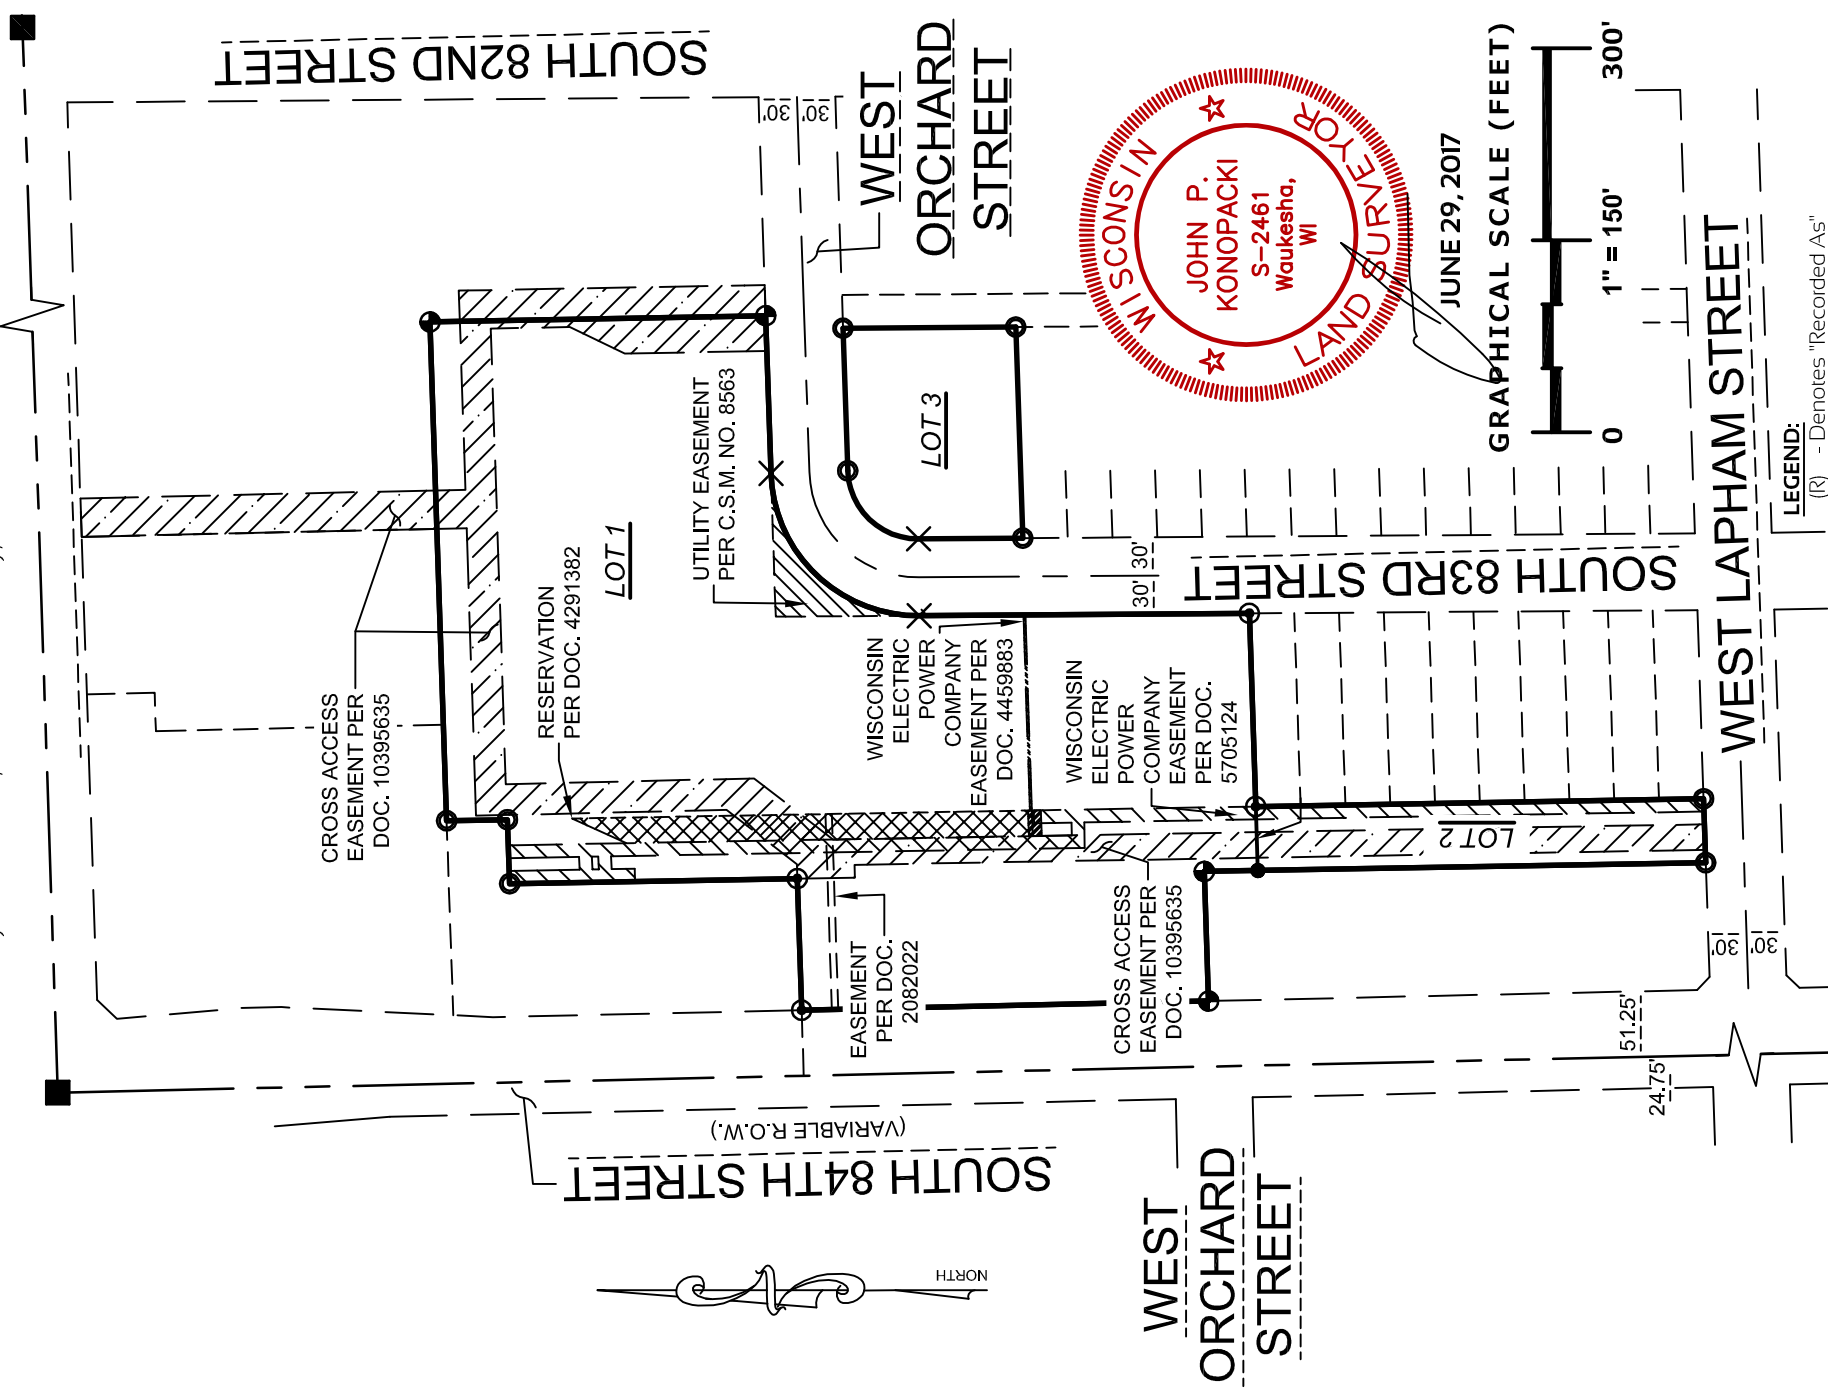 SOUTH 82ND STREET
30'
30'
WEST
ORCHARD
STREET
LOT 3
UTILITY EASEMENT
PER C.S.M. NO. 8563
LOT 1
RESERVATION
PER DOC. 4291382
CROSS ACCESS
EASEMENT PER
DOC. 10395635
WISCONSIN
ELECTRIC
POWER
COMPANY
EASEMENT PER
DOC. 4459883
WISCONSIN
ELECTRIC
POWER
COMPANY
EASEMENT
PER DOC.
5705124
30'
30'
SOUTH 83RD STREET
LOT 2
EASEMENT
PER DOC.
2082022
CROSS ACCESS
EASEMENT PER
DOC. 10395635
WEST LAPHAM STREET
30'
30'
51.25'
24.75'
(VARIABLE R.O.W.)
SOUTH 84TH STREET
WEST
ORCHARD
STREET
NORTH
WISCONSIN
LAND SURVEYOR
JOHN P.
KONOPACKI
S-2461
Waukesha,
WI
JUNE 29, 2017
GRAPHICAL SCALE (FEET)
0
1" = 150'
300'
LEGEND:
(R) - Denotes "Recorded As"